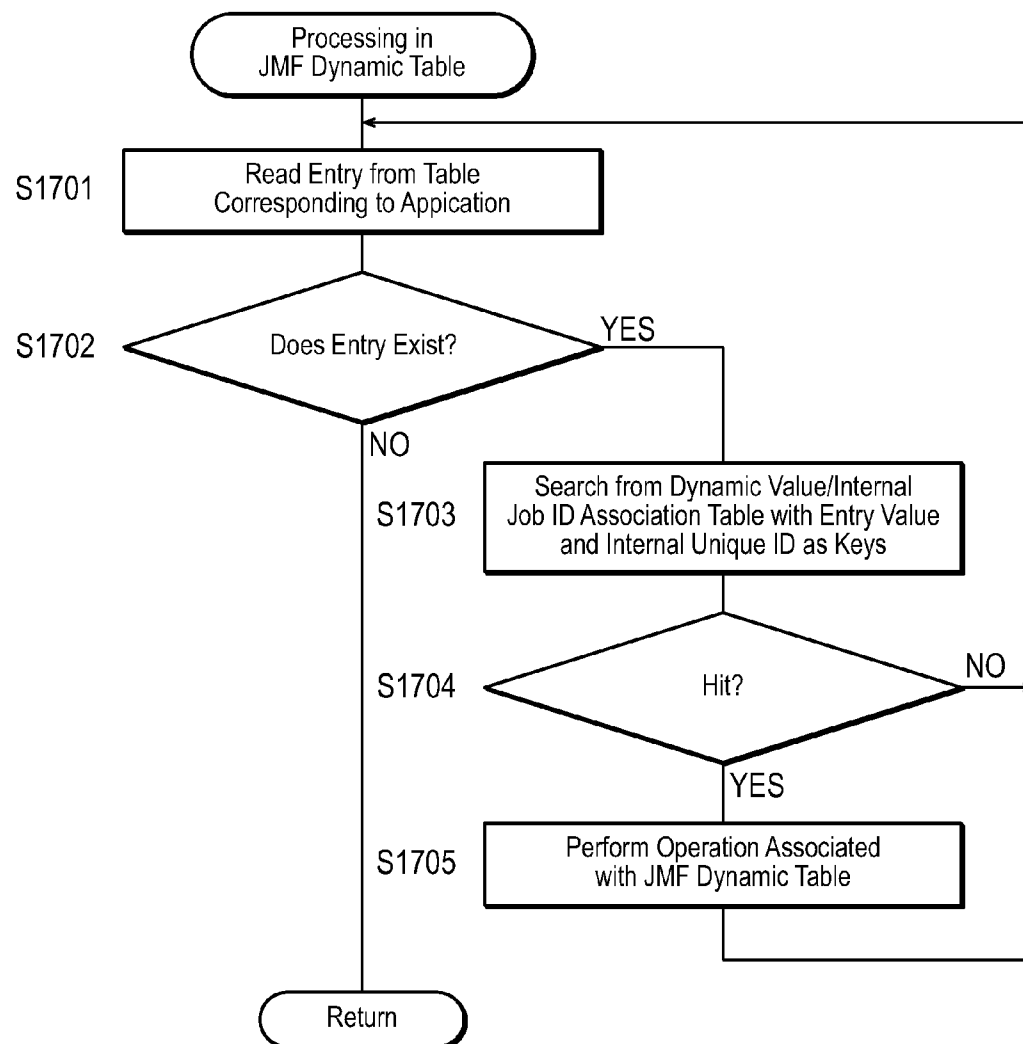 Processing in
JMF Dynamic Table
S1701
Read Entry from Table
Corresponding to Appication
S1702
Does Entry Exist?
YES
NO
S1703
Search from Dynamic Value/Internal
Job ID Association Table with Entry Value
and Internal Unique ID as Keys
S1704
Hit?
NO
YES
S1705
Perform Operation Associated
with JMF Dynamic Table
Return